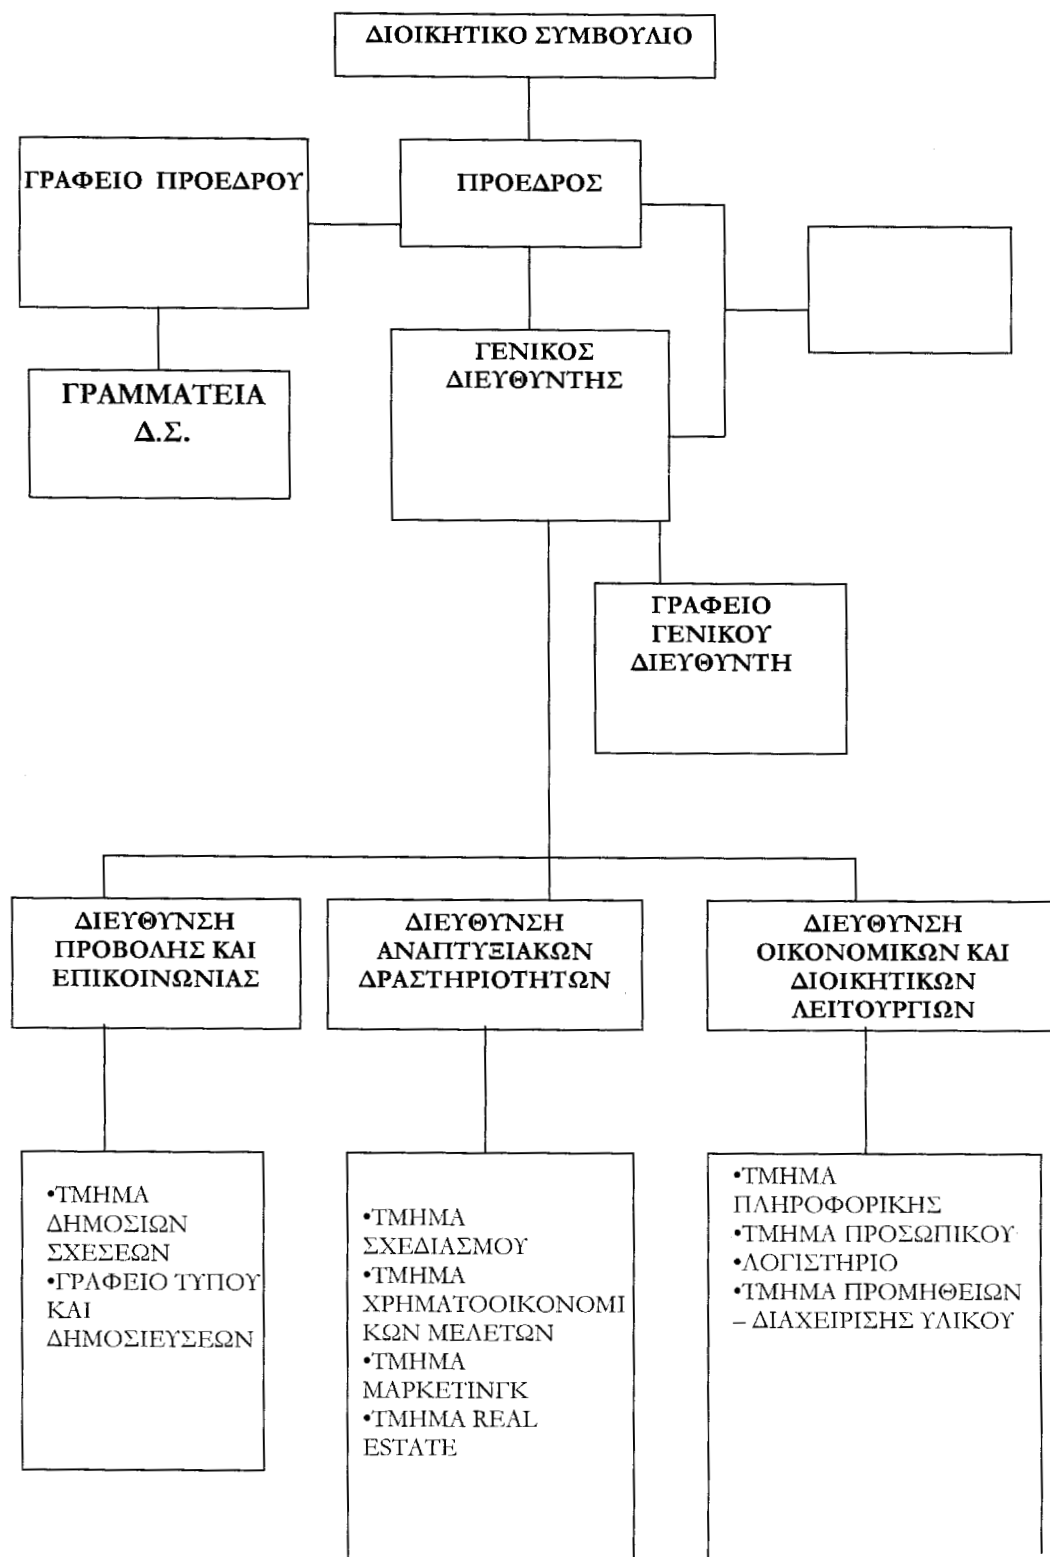 ΔΙΟΙΚΗΤΙΚΟ ΣΥΜΒΟΥΛΙΟ
ΓΡΑΦΕΙΟ ΠΡΟΕΔΡΟΥ
ΠΡΟΕΔΡΟΣ
ΓΕΝΙΚΟΣ
ΔΙΕΥΘΥΝΤΗΣ
ΓΡΑΜΜΑΤΕΙΑ
Δ.Σ.
ΓΡΑΦΕΙΟ
ΓΕΝΙΚΟΥ
ΔΙΕΥΘΥΝΤΗ
ΔΙΕΥΘΥΝΣΗ
ΠΡΟΒΟΛΗΣ ΚΑΙ
ΕΠΙΚΟΙΝΩΝΙΑΣ
ΔΙΕΥΘΥΝΣΗ
ΑΝΑΠΤΥΞΙΑΚΩΝ
ΔΡΑΣΤΗΡΙΟΤΗΤΩΝ
ΔΙΕΥΘΥΝΣΗ
ΟΙΚΟΝΟΜΙΚΩΝ ΚΑΙ
ΔΙΟΙΚΗΤΙΚΩΝ
ΛΕΙΤΟΥΡΓΙΩΝ
•ΤΜΗΜΑ
ΔΗΜΟΣΙΩΝ
ΣΧΕΣΕΩΝ
•ΓΡΑΦΕΙΟ ΤΥΠΟΥ
ΚΑΙ
ΔΗΜΟΣΙΕΥΣΕΩΝ
•ΤΜΗΜΑ
ΣΧΕΔΙΑΣΜΟΥ
•ΤΜΗΜΑ
ΧΡΗΜΑΤΟΟΙΚΟΝΟΜΙ
ΚΩΝ ΜΕΛΕΤΩΝ
•ΤΜΗΜΑ
ΜΑΡΚΕΤΙΝΓΚ
•ΤΜΗΜΑ REAL
ESTATE
•ΤΜΗΜΑ
ΠΛΗΡΟΦΟΡΙΚΗΣ
•ΤΜΗΜΑ ΠΡΟΣΩΠΙΚΟΥ
•ΛΟΓΙΣΤΗΡΙΟ
•ΤΜΗΜΑ ΠΡΟΜΗΘΕΙΩΝ
– ΔΙΑΧΕΙΡΙΣΗΣ ΥΛΙΚΟΥ